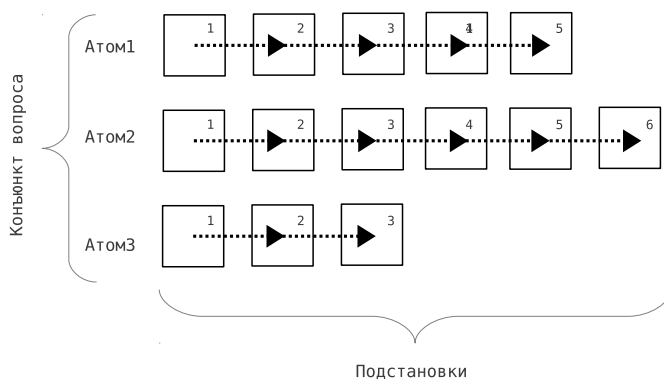 Конъюнкт вопроса
Атом1
1 2 3 4 5
Атом2
1 2 3 4 5 6
Атом3
1 2 3
Подстановки